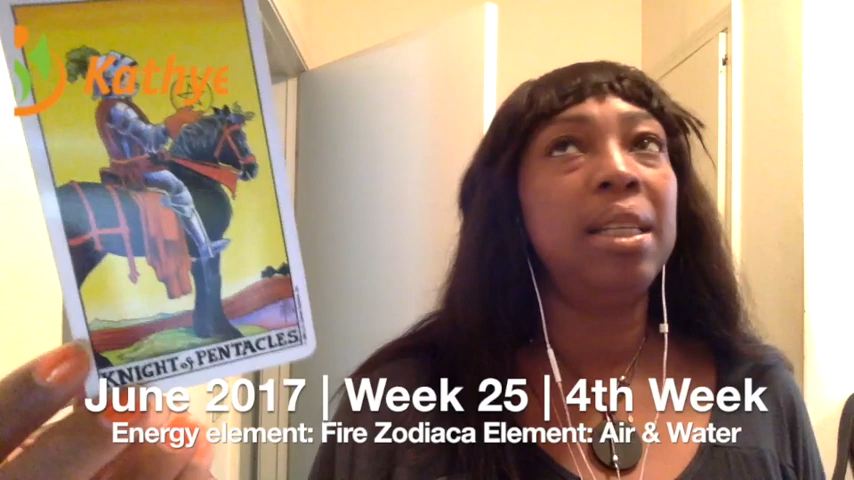 Kathye
KNIGHT of PENTACLES.
June 2017 | Week 25 | 4th Week
Energy element: Fire Zodiaca Element: Air & Water